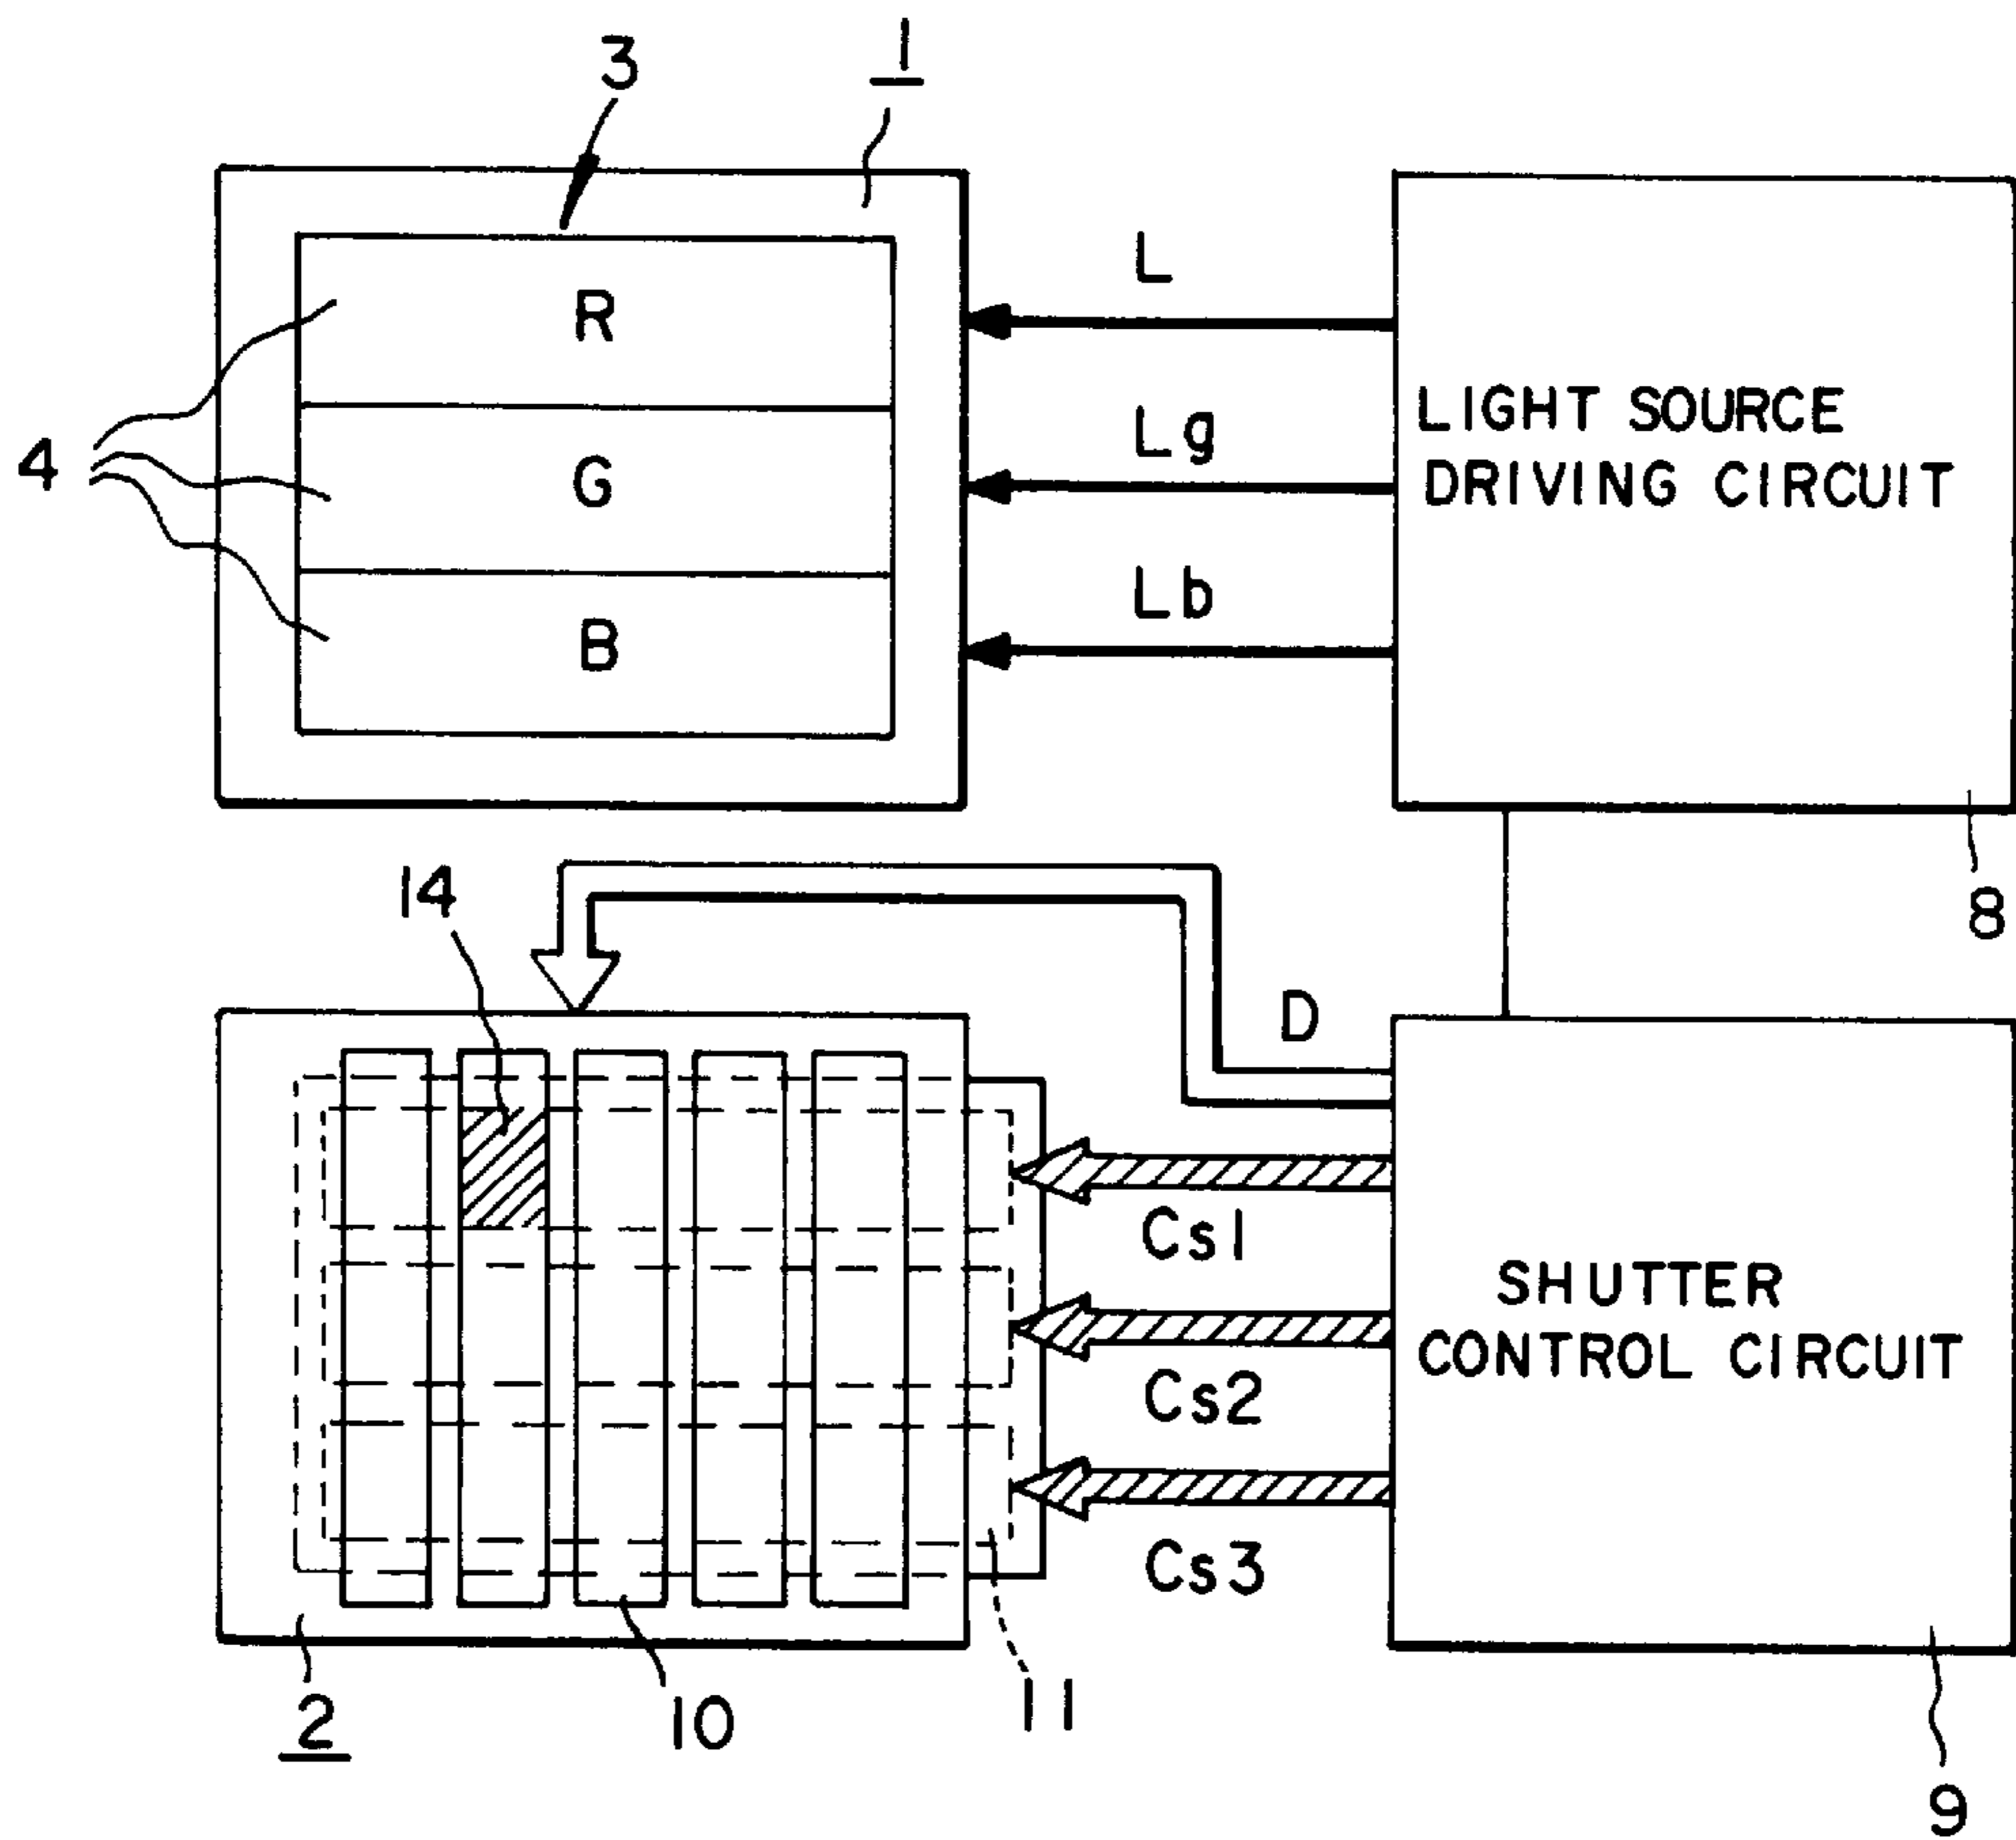 3
1
R
L
LIGHT SOURCE
DRIVING CIRCUIT
Lg
4
G
Lb
B
8
14
D
Cs1
SHUTTER
CONTROL CIRCUIT
Cs2
Cs3
2
10
11
9